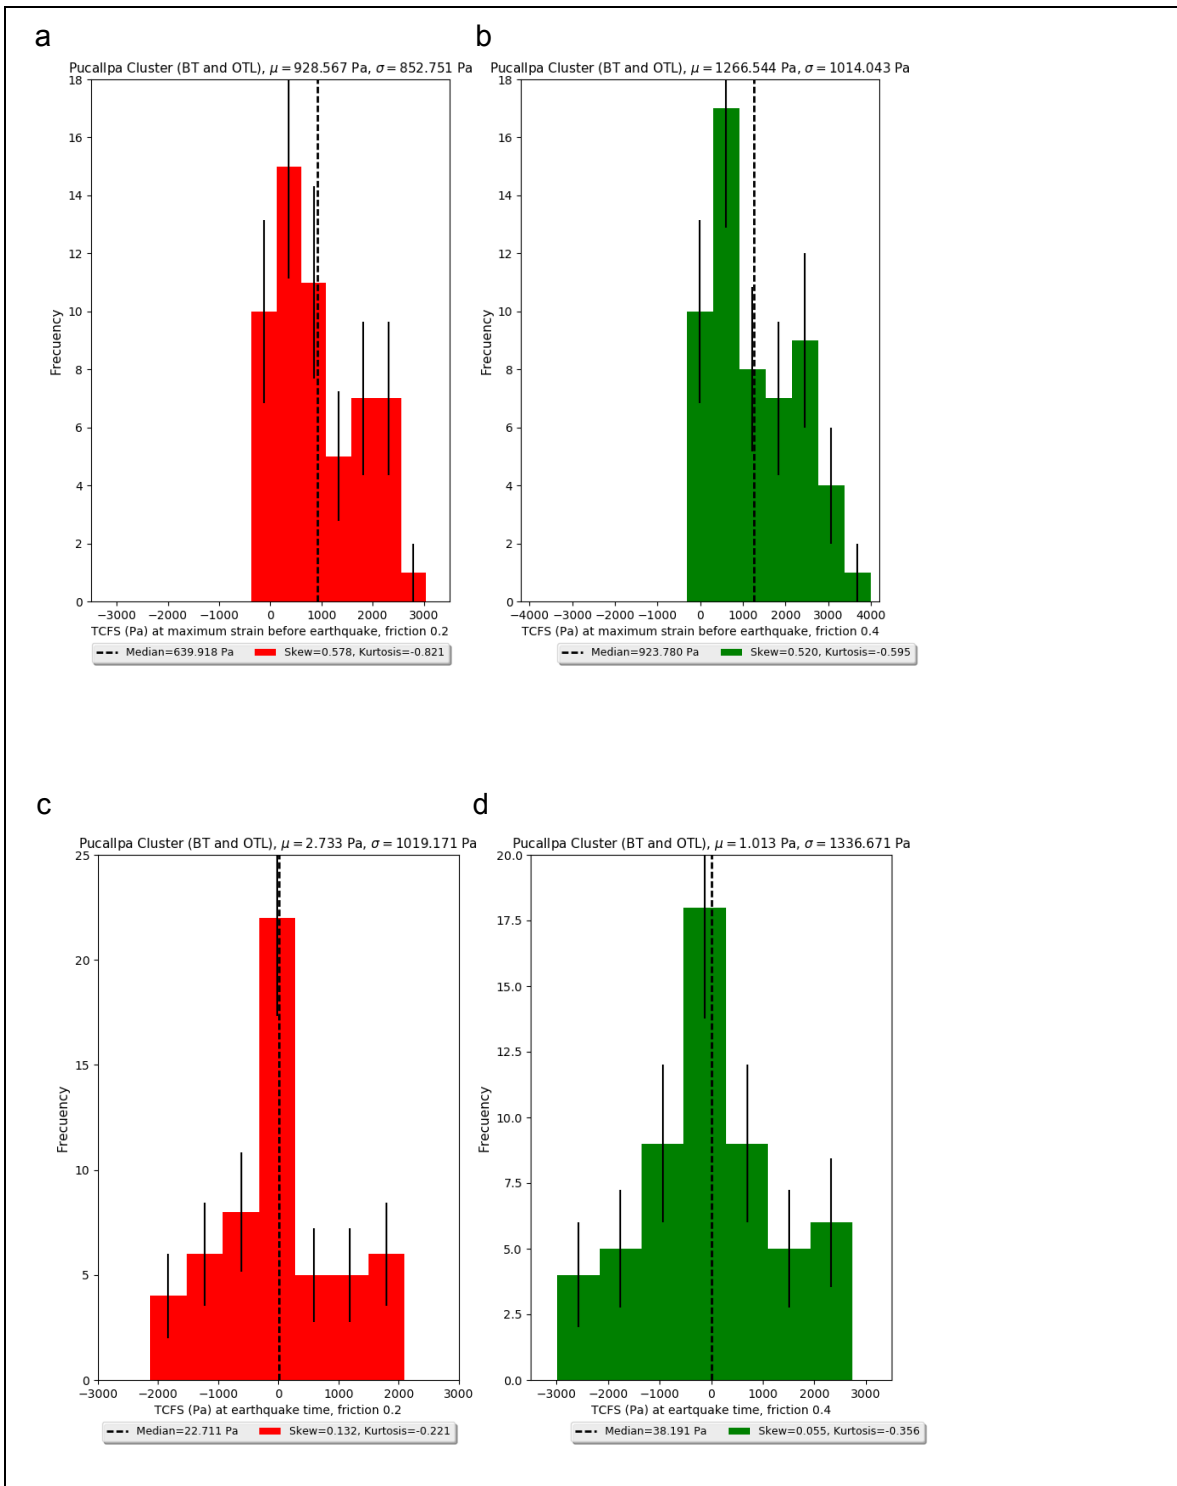 a
Pucallpa Cluster (BT and OTL), μ = 928.567 Pa, σ = 852.751 Pa
18
16
14
12
10
8
6
4
2
0
Frecuency
−3000 −2000 −1000 0 1000 2000 3000
TCFS (Pa) at maximum strain before earthquake, friction 0.2
Median=639.918 Pa Skew=0.578, Kurtosis=-0.821
b
Pucallpa Cluster (BT and OTL), μ = 1266.544 Pa, σ = 1014.043 Pa
18
16
14
12
10
8
6
4
2
0
Frecuency
−4000 −3000 −2000 −1000 0 1000 2000 3000 4000
TCFS (Pa) at maximum strain before earthquake, friction 0.4
Median=923.780 Pa Skew=0.520, Kurtosis=-0.595
c
Pucallpa Cluster (BT and OTL), μ = 2.733 Pa, σ = 1019.171 Pa
25
20
15
10
5
0
Frecuency
−3000 −2000 −1000 0 1000 2000 3000
TCFS (Pa) at eartquake time, friction 0.2
Median=22.711 Pa Skew=0.132, Kurtosis=-0.221
d
Pucallpa Cluster (BT and OTL), μ = 1.013 Pa, σ = 1336.671 Pa
20.0
17.5
15.0
12.5
10.0
7.5
5.0
2.5
0.0
Frecuency
−3000 −2000 −1000 0 1000 2000 3000
TCFS (Pa) at eartquake time, friction 0.4
Median=38.191 Pa Skew=0.055, Kurtosis=-0.356